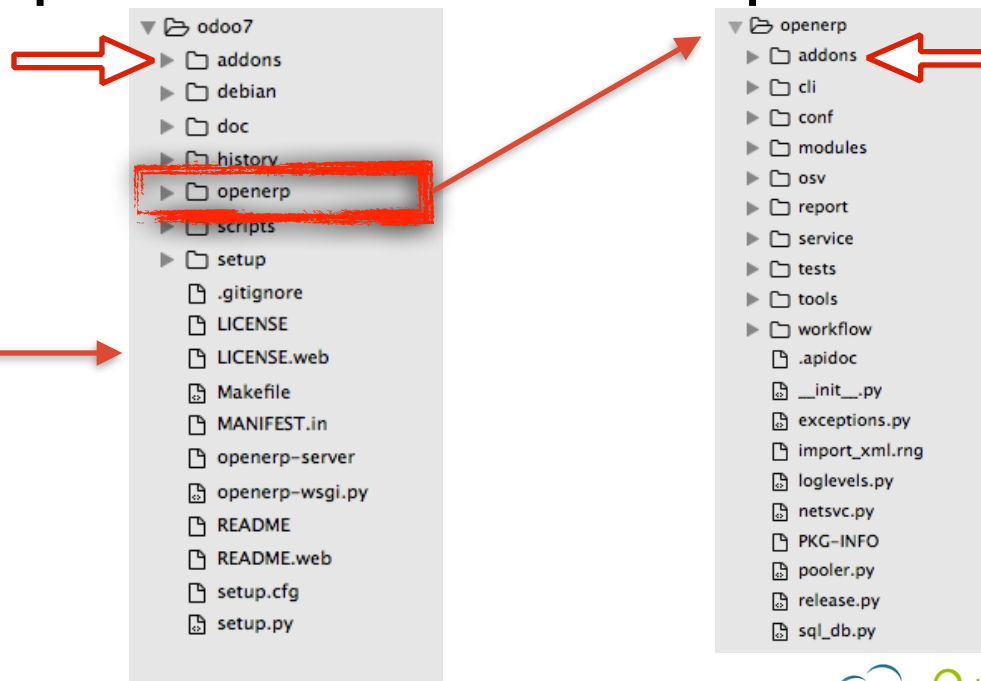 odoo7
addons
debian
doc
history
openerp
scripts
setup
.gitignore
LICENSE
LICENSE.web
Makefile
MANIFEST.in
openerp-server
openerp-wsgi.py
README
README.web
setup.cfg
setup.py
openerp
addons
cli
conf
modules
osv
report
service
tests
tools
workflow
.apidoc
__init__.py
exceptions.py
import_xml.rng
loglevels.py
netsvc.py
PKG-INFO
pooler.py
release.py
sql_db.py